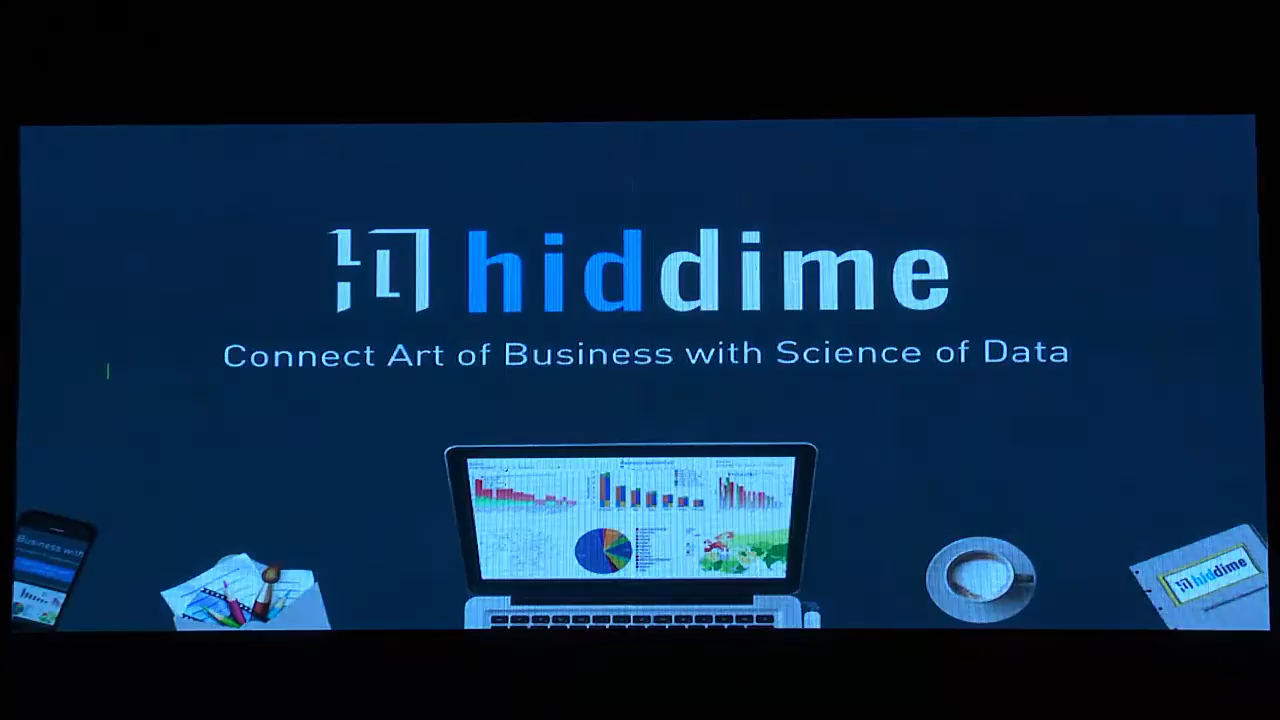 hiddime
Connect Art of Business with Science of Data
Business with
hiddime